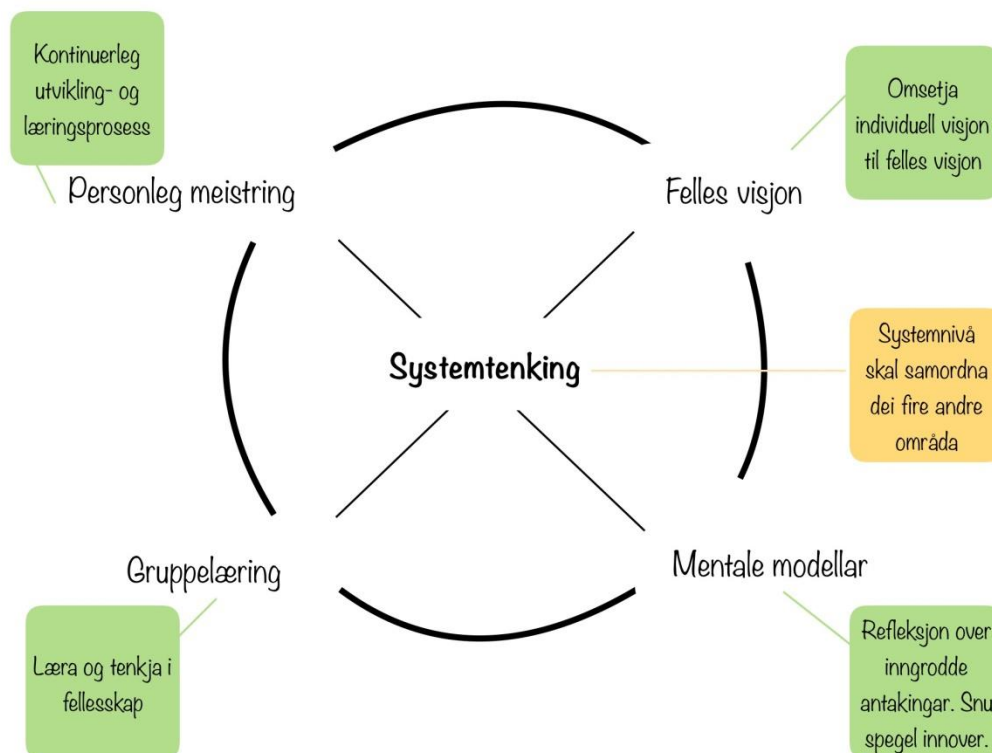 Kontinuerleg
utvikling- og
læringsprosess
Personleg meistring
Omsetja
individuell visjon
til felles visjon
Felles visjon
Systemtenking
Systemnivå
skal samordna
dei fire andre
områda
Gruppelæring
Læra og tenkja i
fellesskap
Mentale modellar
Refleksjon over
inngrodde
antakingar. Snu
spegel innover.